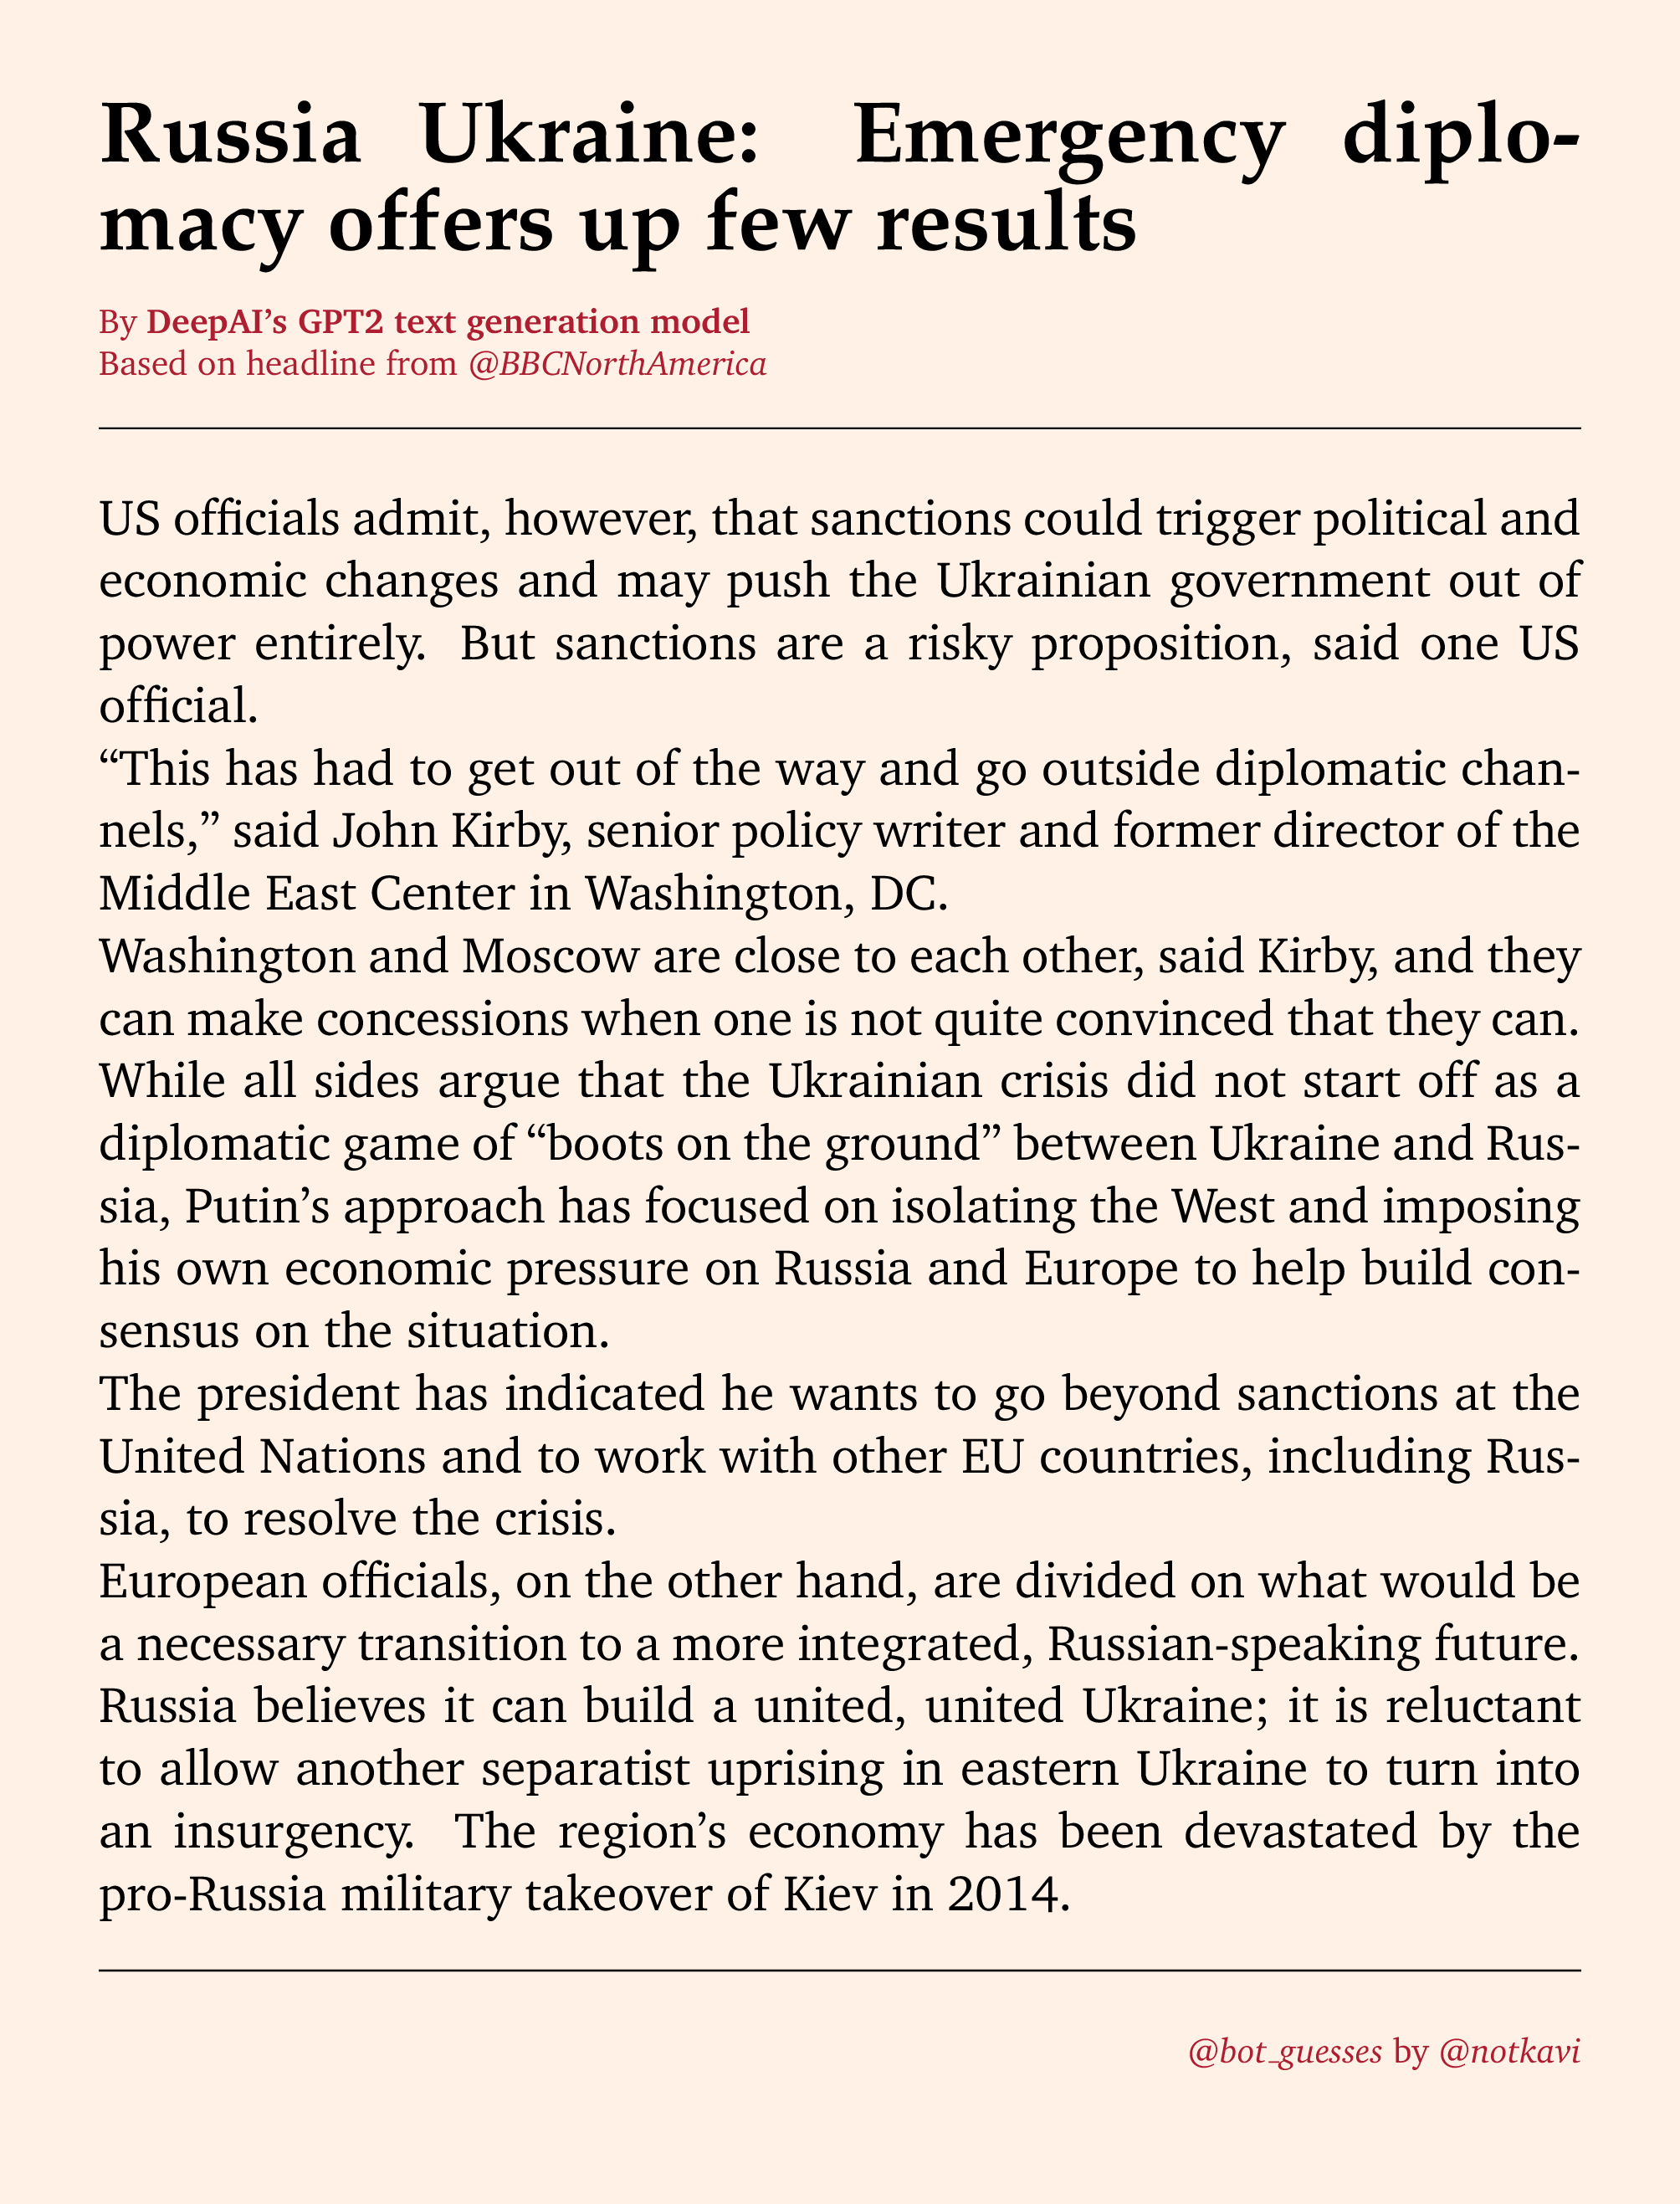 Russia Ukraine: Emergency diplo-
macy offers up few results
By DeepAI’s GPT2 text generation model
Based on headline from @BBCNorthAmerica
US officials admit, however, that sanctions could trigger political and
economic changes and may push the Ukrainian government out of
power entirely. But sanctions are a risky proposition, said one US
official.
“This has had to get out of the way and go outside diplomatic chan-
nels,” said John Kirby, senior policy writer and former director of the
Middle East Center in Washington, DC.
Washington and Moscow are close to each other, said Kirby, and they
can make concessions when one is not quite convinced that they can.
While all sides argue that the Ukrainian crisis did not start off as a
diplomatic game of “boots on the ground” between Ukraine and Rus-
sia, Putin’s approach has focused on isolating the West and imposing
his own economic pressure on Russia and Europe to help build con-
sensus on the situation.
The president has indicated he wants to go beyond sanctions at the
United Nations and to work with other EU countries, including Rus-
sia, to resolve the crisis.
European officials, on the other hand, are divided on what would be
a necessary transition to a more integrated, Russian-speaking future.
Russia believes it can build a united, united Ukraine; it is reluctant
to allow another separatist uprising in eastern Ukraine to turn into
an insurgency. The region’s economy has been devastated by the
pro-Russia military takeover of Kiev in 2014.
@bot_guesses by @notkavi